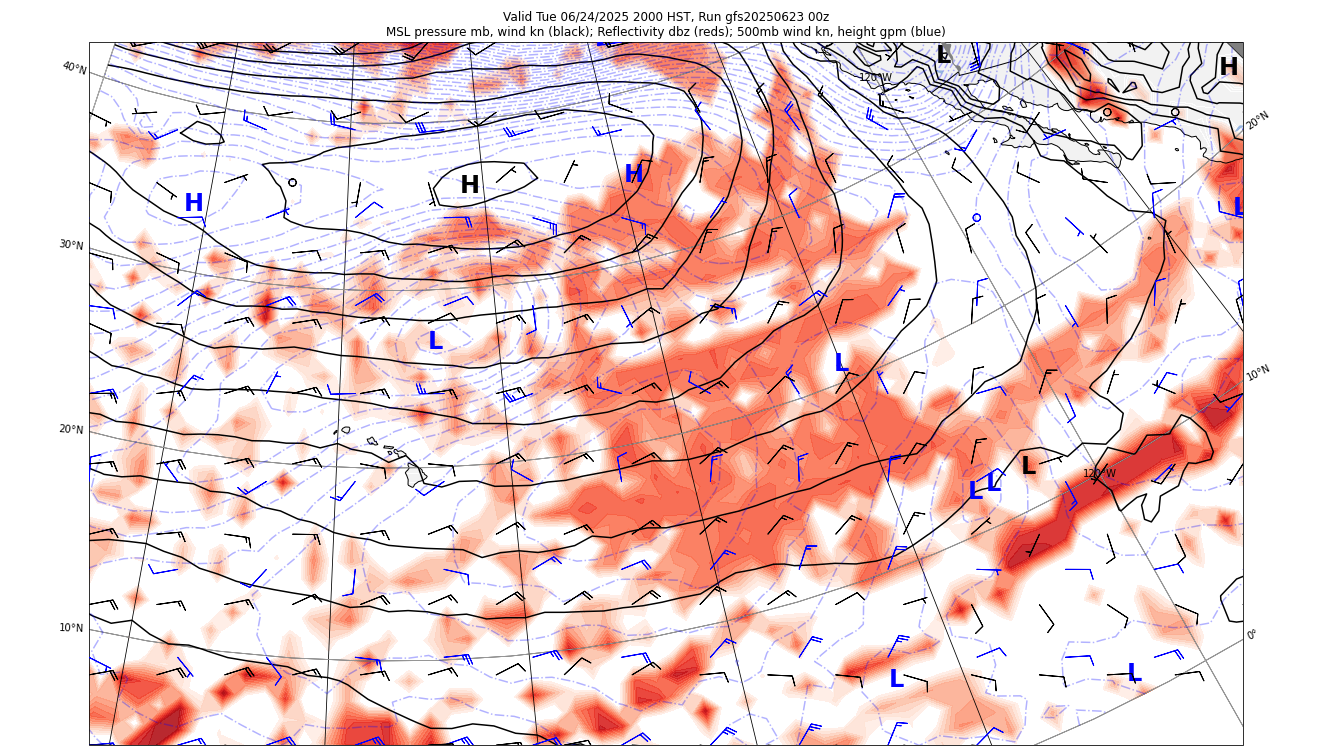 Valid Tue 06/24/2025 2000 HST, Run gfs20250623 00z
MSL pressure mb, wind kn (black); Reflectivity dbz (reds); 500mb wind kn, height gpm (blue)
L
H
40°N
120°W
20°N
H
H
H
L
30°N
L
L
10°N
20°N
L
120°W
L
L
10°N
0°
L
L